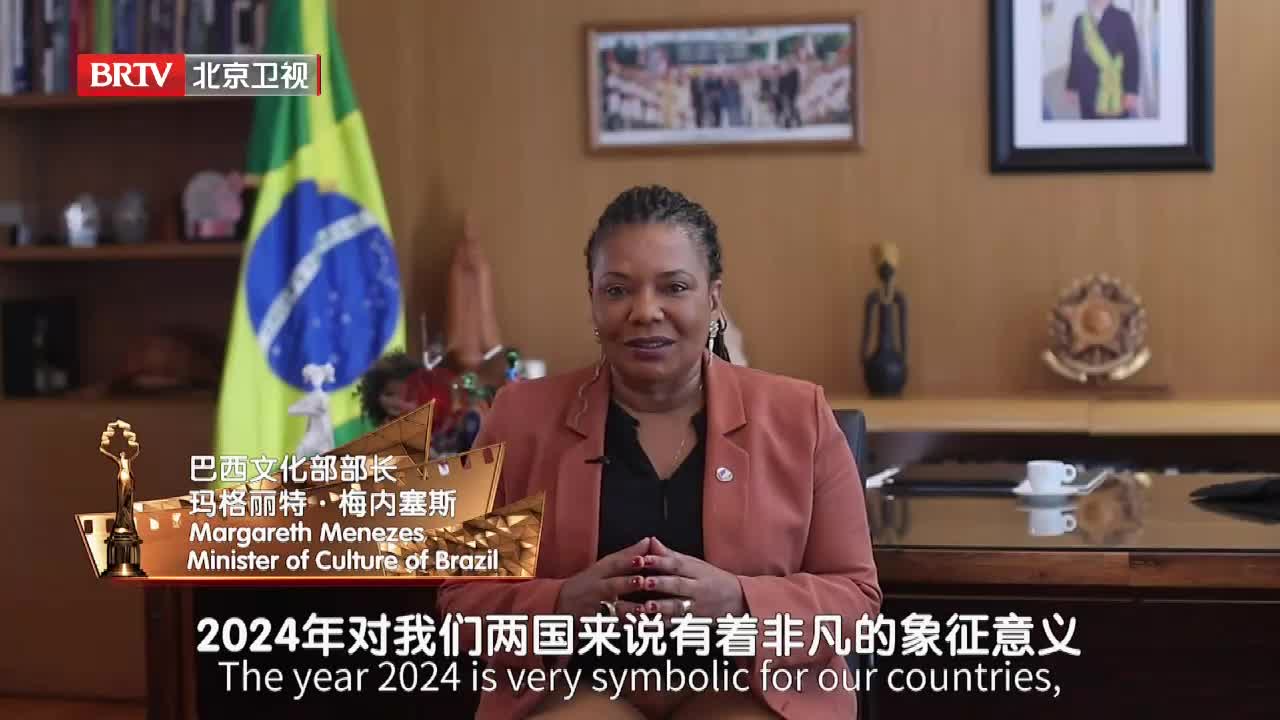 BRTV 北京卫视
巴西文化部部长
玛格丽特·梅内塞斯
Margareth Menezes
Minister of Culture of Brazil
2024年对我们两国来说有着非凡的象征意义
The year 2024 is very symbolic for our countries,